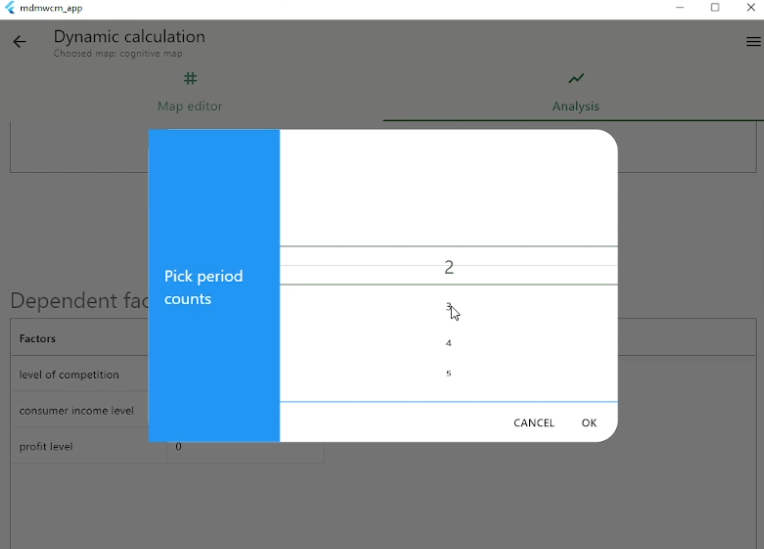 mdmwcm_app
Dynamic calculation
Choosed map: cognitive map
Map editor
Analysis
Pick period
counts
2
3
4
5
CANCEL
OK
Dependent fac
Factors
level of competition
consumer income level
profit level
0